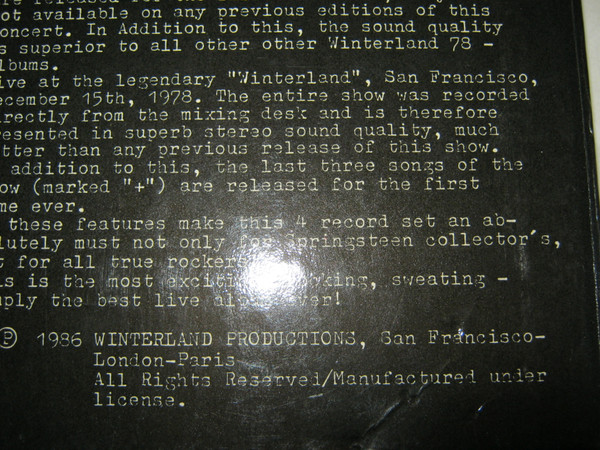 not available on any previous editions of this
concert. In Addition to this, the sound quality
is superior to all other other Winterland 78 -
albums.
ive at the legendary "Winterland", San Francisco,
ecember 15th, 1978. The entire show was recorded
irectly from the mixing desk and is therefore
resented in superb stereo sound quality, much
tter than any previous release of this show.
addition to this, the last three songs of the
ow (marked "+") are released for the first
me ever.
these features make this 4 record set an ab-
lutely must not only for Springsteen collector's,
t for all true rocker
is is the most exciti king, sweating -
mply the best live al ever!
Ⓟ 1986 WINTERLAND PRODUCTIONS, San Francisco-
London-Paris
All Rights Reserved/Manufactured under
license.